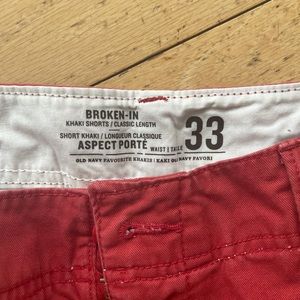 BROKEN-IN
KHAKI SHORTS / CLASSIC LENGTH
SHORT KHAKI / LONGUEUR CLASSIQUE
ASPECT PORTÉ
WAIST | TAILLE
33
OLD NAVY FAVOURITE KHAKIS | KAKI OLD NAVY FAVORI